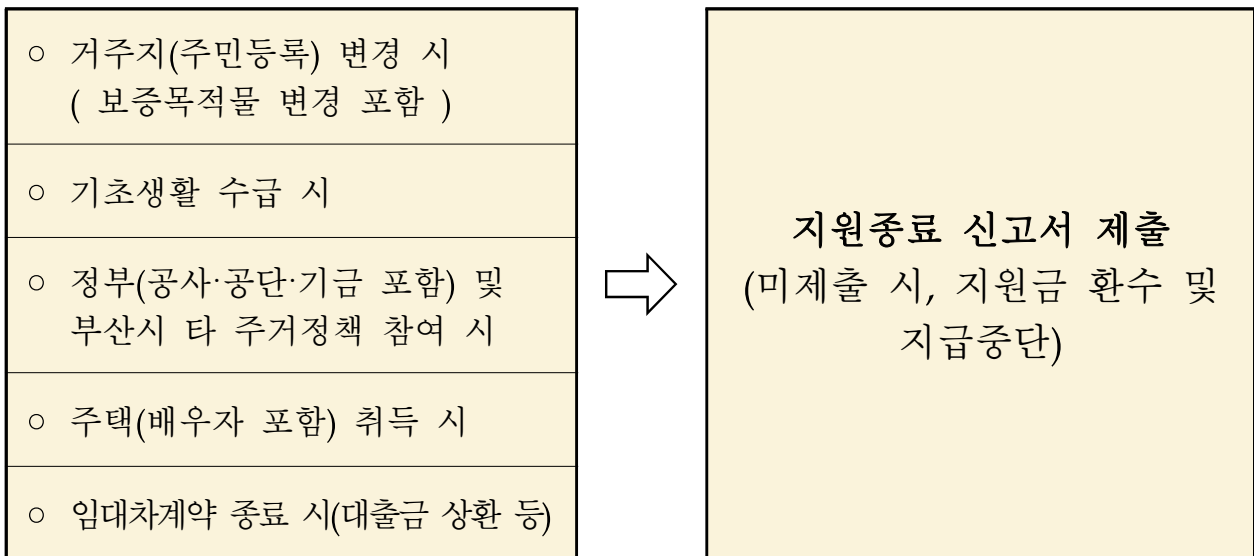 ○ 거주지(주민등록) 변경 시
( 보증목적물 변경 포함 )
○ 기초생활 수급 시
○ 정부(공사·공단·기금 포함) 및
부산시 타 주거정책 참여 시
○ 주택(배우자 포함) 취득 시
○ 임대차계약 종료 시(대출금 상환 등)
지원종료 신고서 제출
(미제출 시, 지원금 환수 및
지급중단)